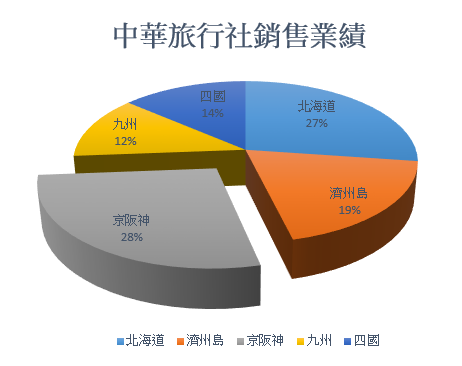 中華旅行社銷售業績
四國
14%
北海道
27%
九州
12%
濟州島
19%
京阪神
28%
北海道 濟州島 京阪神 九州 四國